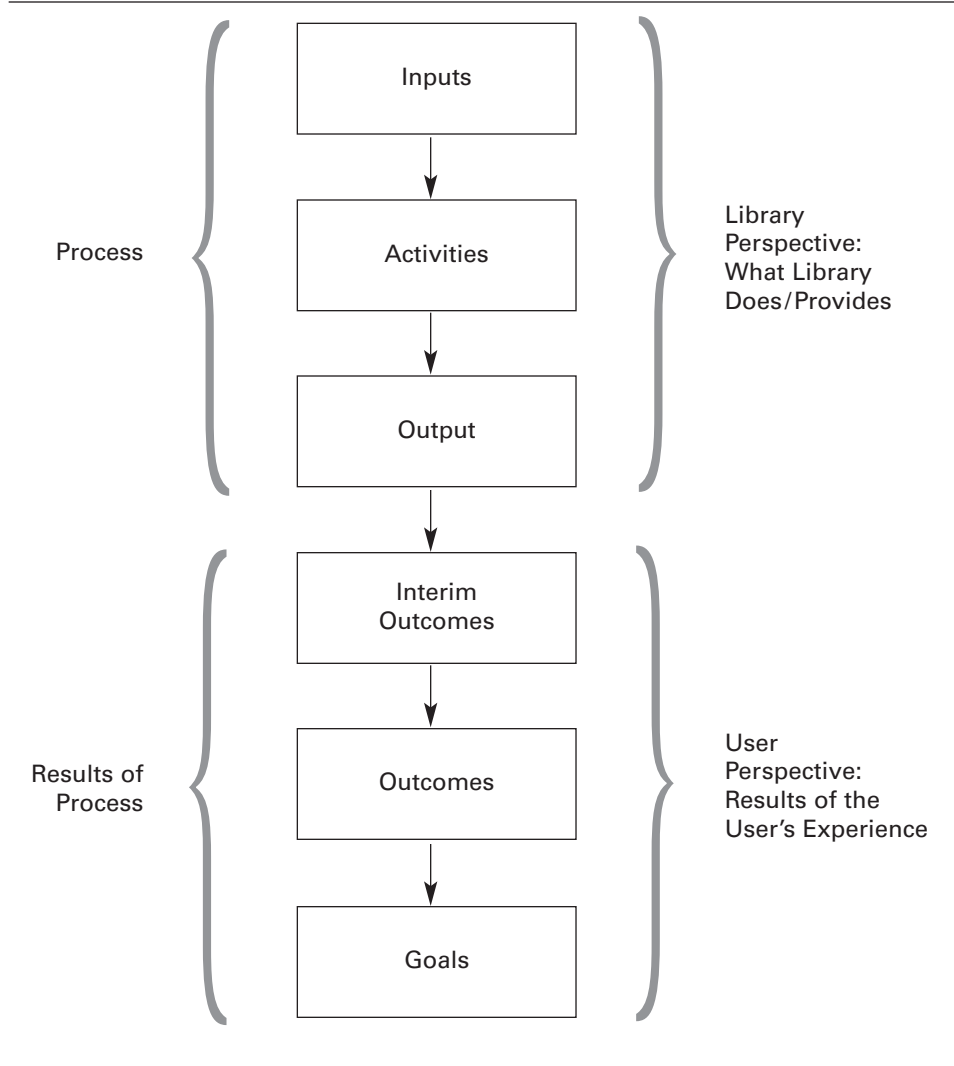 Inputs
Activities
Process
Library
Perspective:
What Library
Does/Provides
Output
Interim
Outcomes
Outcomes
Results of
Process
User
Perspective:
Results of the
User’s Experience
Goals